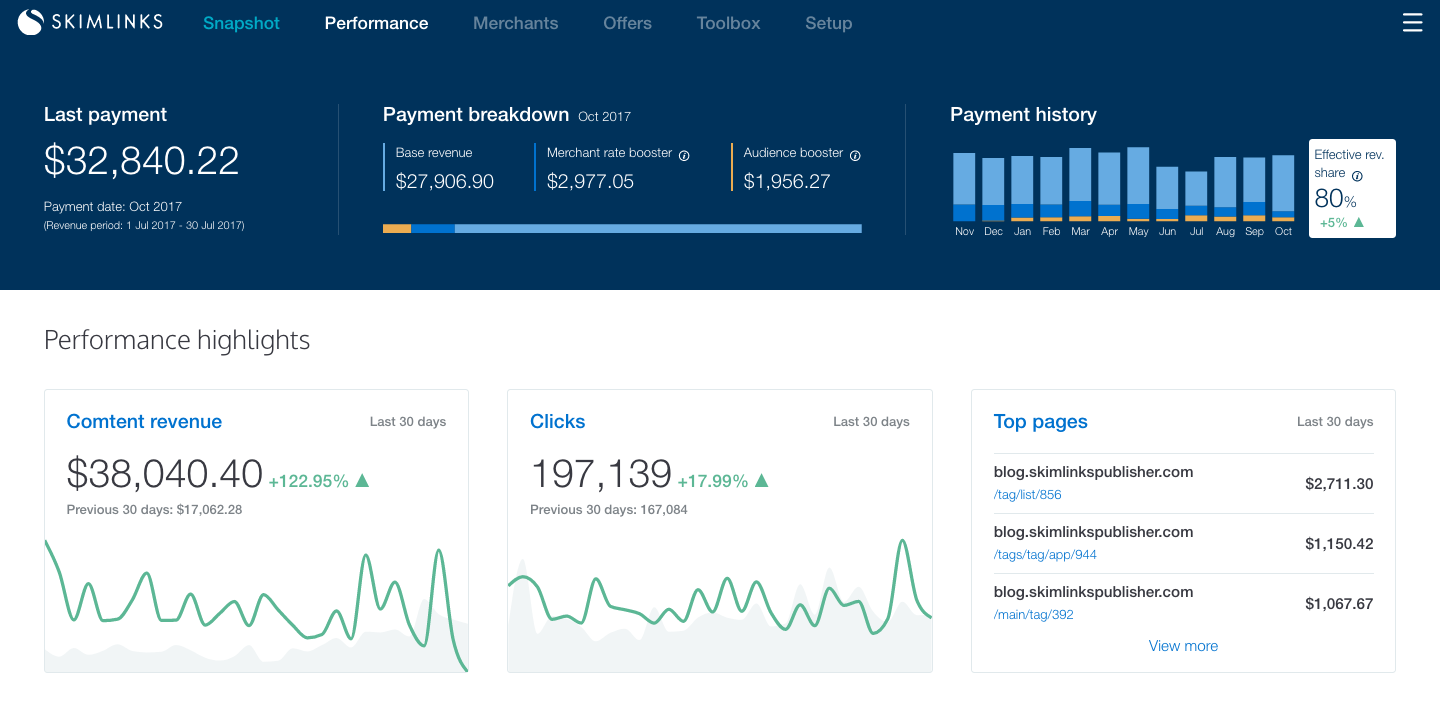 SKIMLINKS Snapshot Performance Merchants Offers Toolbox Setup
Last payment
$32,840.22
Payment date: Oct 2017
(Revenue period: 1 Jul 2017 - 30 Jul 2017)
Payment breakdown Oct 2017
Base revenue
$27,906.90
Merchant rate booster
$2,977.05
Audience booster
$1,956.27
Payment history
Nov Dec Jan Feb Mar Apr May Jun Jul Aug Sep Oct
Effective rev.
share
80%
+5%
Performance highlights
Comtent revenue Last 30 days
$38,040.40 +122.95%
Previous 30 days: $17,062.28
Clicks Last 30 days
197,139 +17.99%
Previous 30 days: 167,084
Top pages Last 30 days
blog.skimlinkspublisher.com
/tag/list/856
$2,711.30
blog.skimlinkspublisher.com
/tags/tag/app/944
$1,150.42
blog.skimlinkspublisher.com
/main/tag/392
$1,067.67
View more